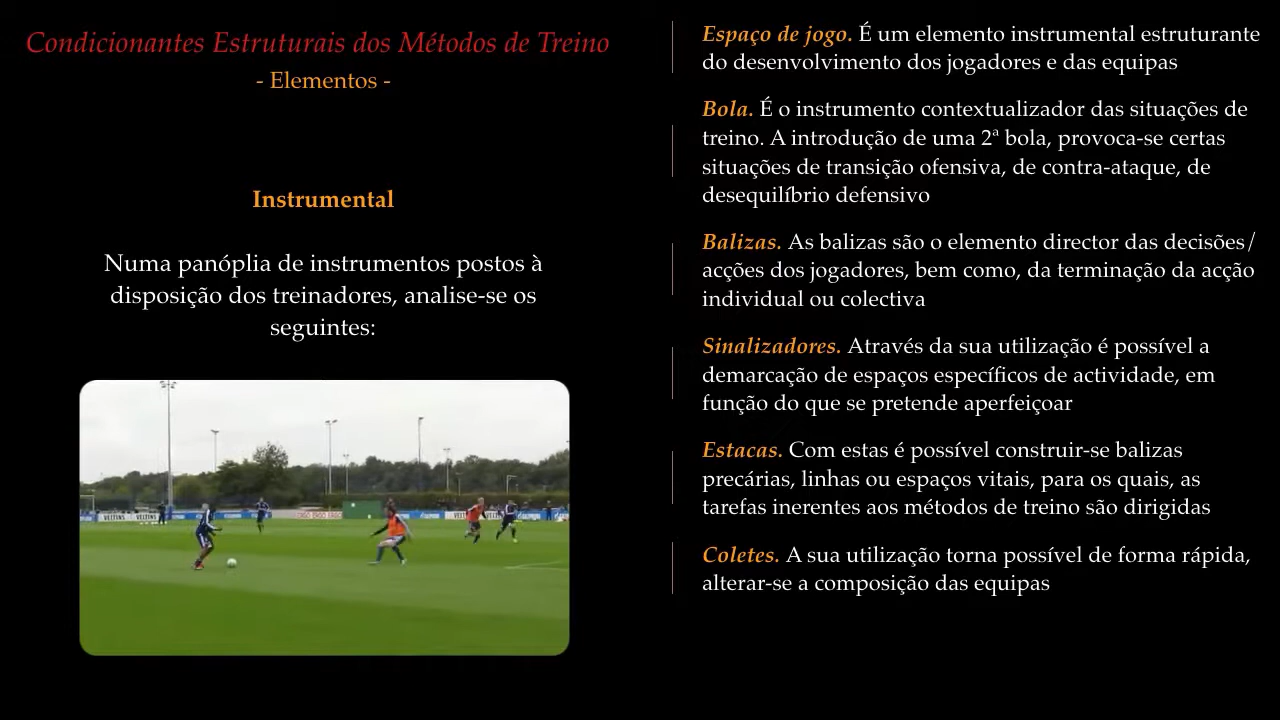 Condicionantes Estruturais dos Métodos de Treino
- Elementos -
Instrumental
Numa panóplia de instrumentos postos à
disposição dos treinadores, analise-se os
seguintes:
VELTINS
Espaço de jogo. É um elemento instrumental estruturante
do desenvolvimento dos jogadores e das equipas
Bola. É o instrumento contextualizador das situações de
treino. A introdução de uma 2ª bola, provoca-se certas
situações de transição ofensiva, de contra-ataque, de
desequilíbrio defensivo
Balizas. As balizas são o elemento director das decisões/
acções dos jogadores, bem como, da terminação da acção
individual ou colectiva
Sinalizadores. Através da sua utilização é possível a
demarcação de espaços específicos de actividade, em
função do que se pretende aperfeiçoar
Estacas. Com estas é possível construir-se balizas
precárias, linhas ou espaços vitais, para os quais, as
tarefas inerentes aos métodos de treino são dirigidas
Coletes. A sua utilização torna possível de forma rápida,
alterar-se a composição das equipas